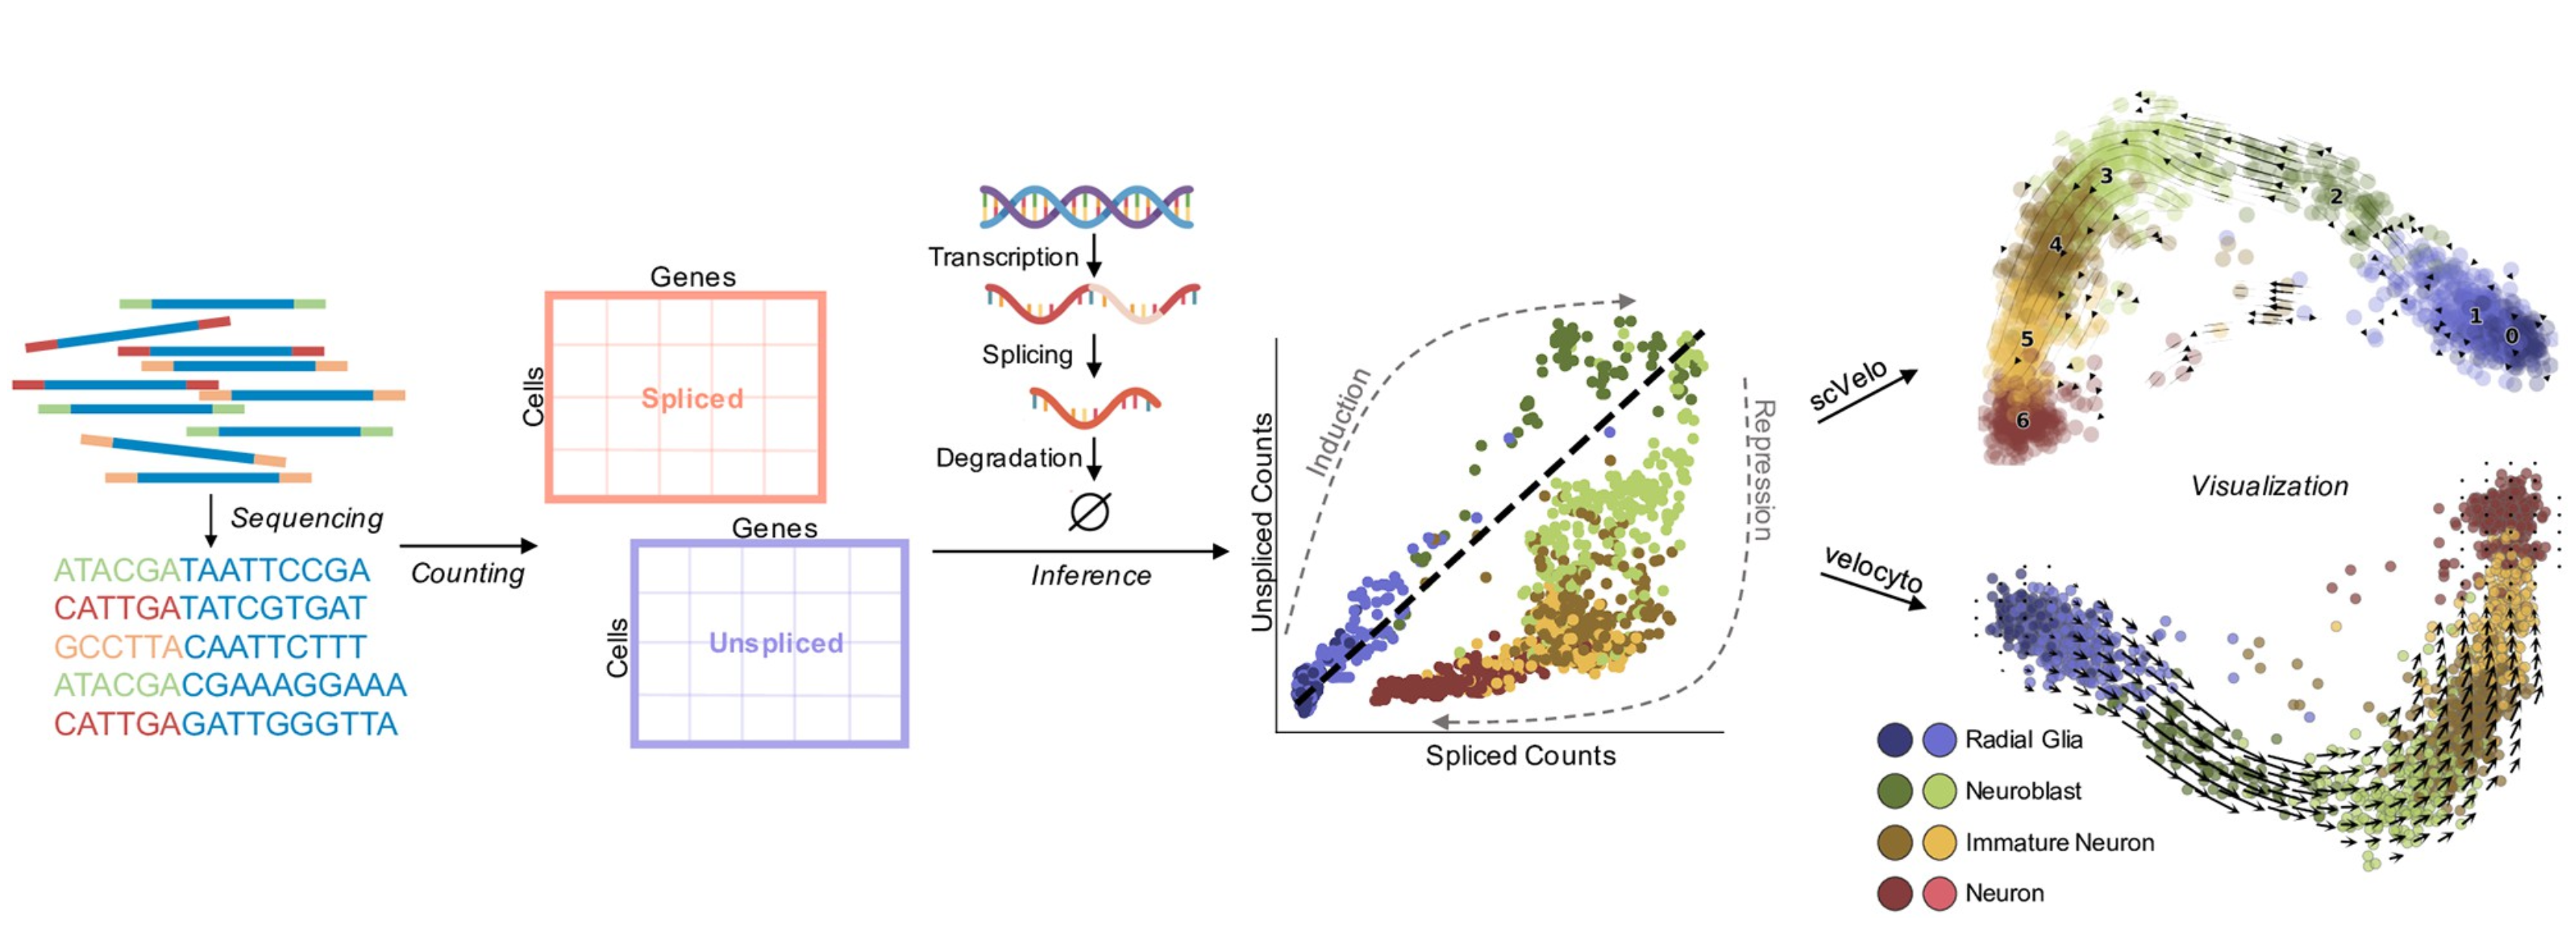 Sequencing
ATACGATAATTCCGA
CATTGATATCGTGAT
GCCTTACAATTCTTT
ATACGACGAAAGGAAA
CATTGAGATTGGGTTA
Counting
Genes
Cells
Spliced
Genes
Cells
Unspliced
Transcription
Splicing
Degradation
∅
Inference
Unspliced Counts
Spliced Counts
Induction
Repression
scVelo
velocyto
3
2
4
1
0
5
6
Visualization
Radial Glia
Neuroblast
Immature Neuron
Neuron